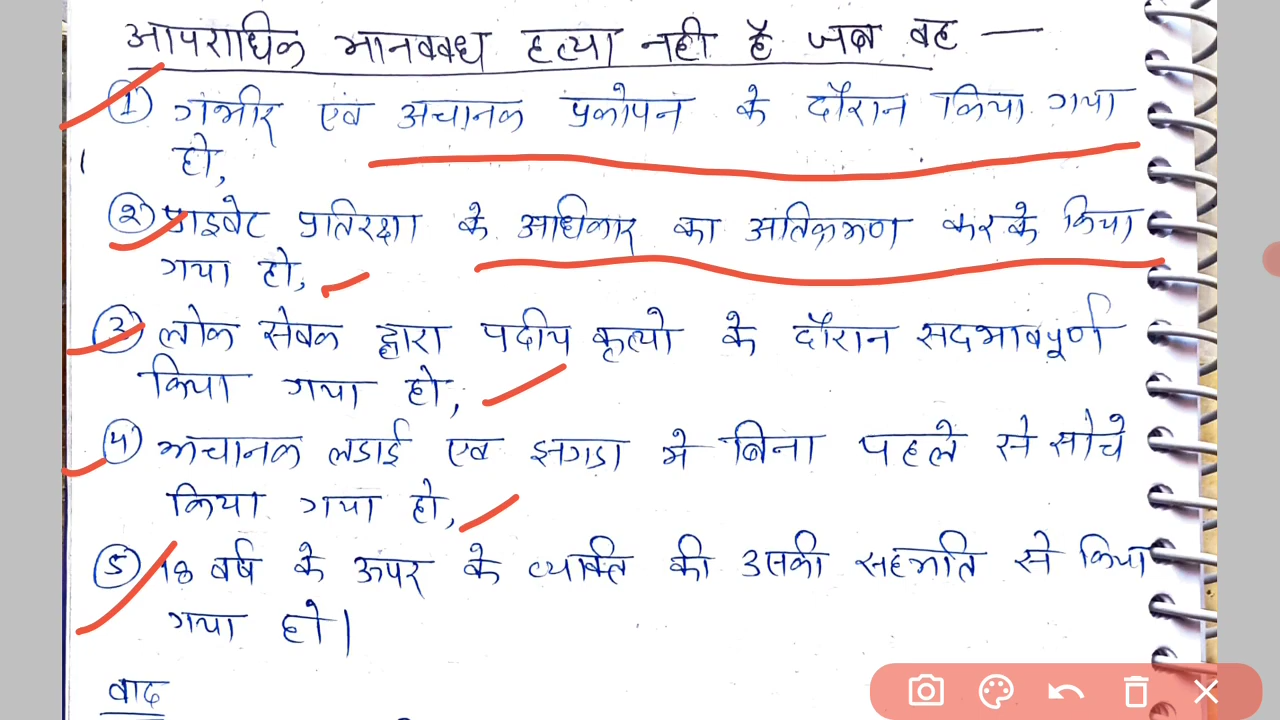 आपराधिक मानवबध हत्या नही है जब वह —
① गंभीर एवं अचानक प्रकोपन के दौरान किया गया
हो,
② प्राइवेट प्रतिरक्षा के अधिकार का अतिक्रमण करके किया
गया हो,
③ लोक सेवक द्वारा पदीय कृत्यो के दौरान सदभावपूर्ण
किया गया हो,
④ अचानक लडाई एवं झगडा मे बिना पहले से सोचे
किया गया हो,
⑤ 18 वर्ष के ऊपर के व्यक्ति की उसकी सहमति से किया
गया हो।
वाद